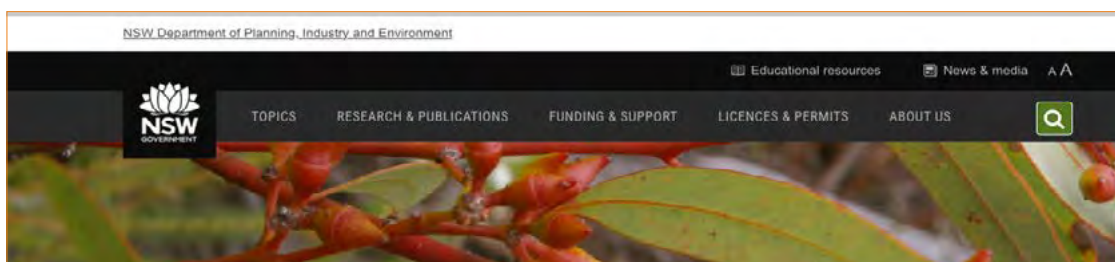 NSW Department of Planning, Industry and Environment
Educational resources
News & media
A A
NSW
GOVERNMENT
TOPICS
RESEARCH & PUBLICATIONS
FUNDING & SUPPORT
LICENCES & PERMITS
ABOUT US